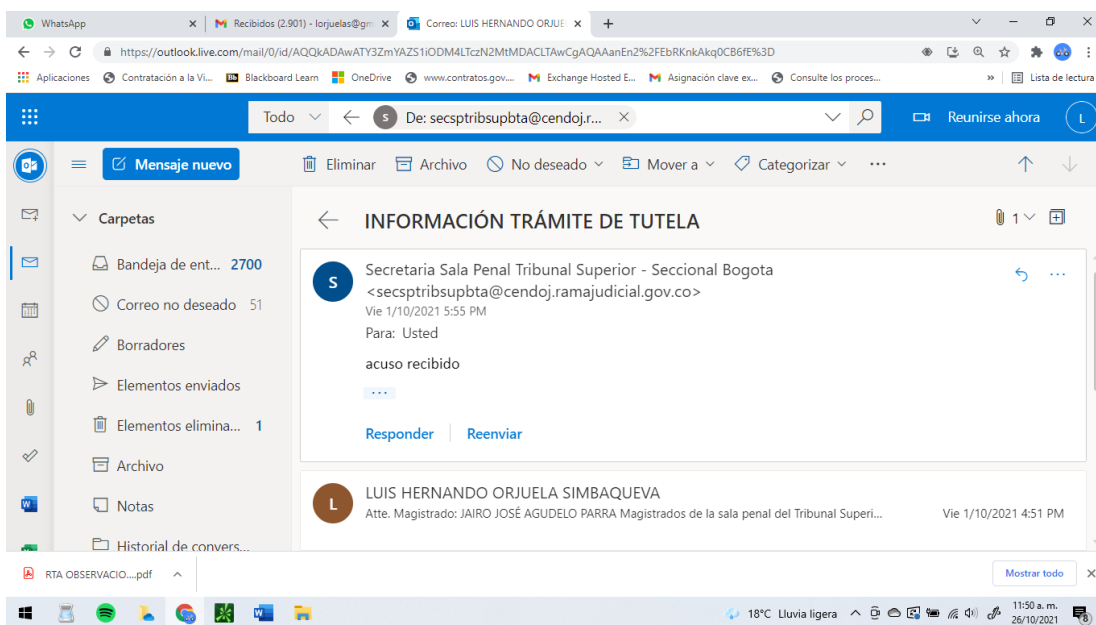 WhatsApp
Recibidos (2.901) - lorjuelas@gm
Correo: LUIS HERNANDO ORJUE
https://outlook.live.com/mail/0/id/AQQkADAwATY3ZmYAZS1iODM4LTczN2MtMDACLTAwCgAQAAanEn2%2FEbRKnkAkq0CB6fE%3D
Aplicaciones Contratación a la Vi... Blackboard Learn OneDrive www.contratos.gov.... Exchange Hosted E... Asignación clave ex... Consulte los proces... » Lista de lectura
Todo S De: secsptribsupbta@cendoj.r... Reunirse ahora L
Mensaje nuevo Eliminar Archivo No deseado Mover a Categorizar ...
Carpetas
INFORMACIÓN TRÁMITE DE TUTELA 1
Bandeja de ent... 2700
Correo no deseado 51
Borradores
Elementos enviados
Elementos elimina... 1
Archivo
Notas
Historial de convers...
S
Secretaria Sala Penal Tribunal Superior - Seccional Bogota
<secsptribsupbta@cendoj.ramajudicial.gov.co>
Vie 1/10/2021 5:55 PM
Para: Usted
acuso recibido
...
Responder Reenviar
L
LUIS HERNANDO ORJUELA SIMBAQUEVA
Atte. Magistrado: JAIRO JOSÉ AGUDELO PARRA Magistrados de la sala penal del Tribunal Superi... Vie 1/10/2021 4:51 PM
RTA OBSERVACIO....pdf Mostrar todo
18°C Lluvia ligera 11:50 a. m.
26/10/2021 8